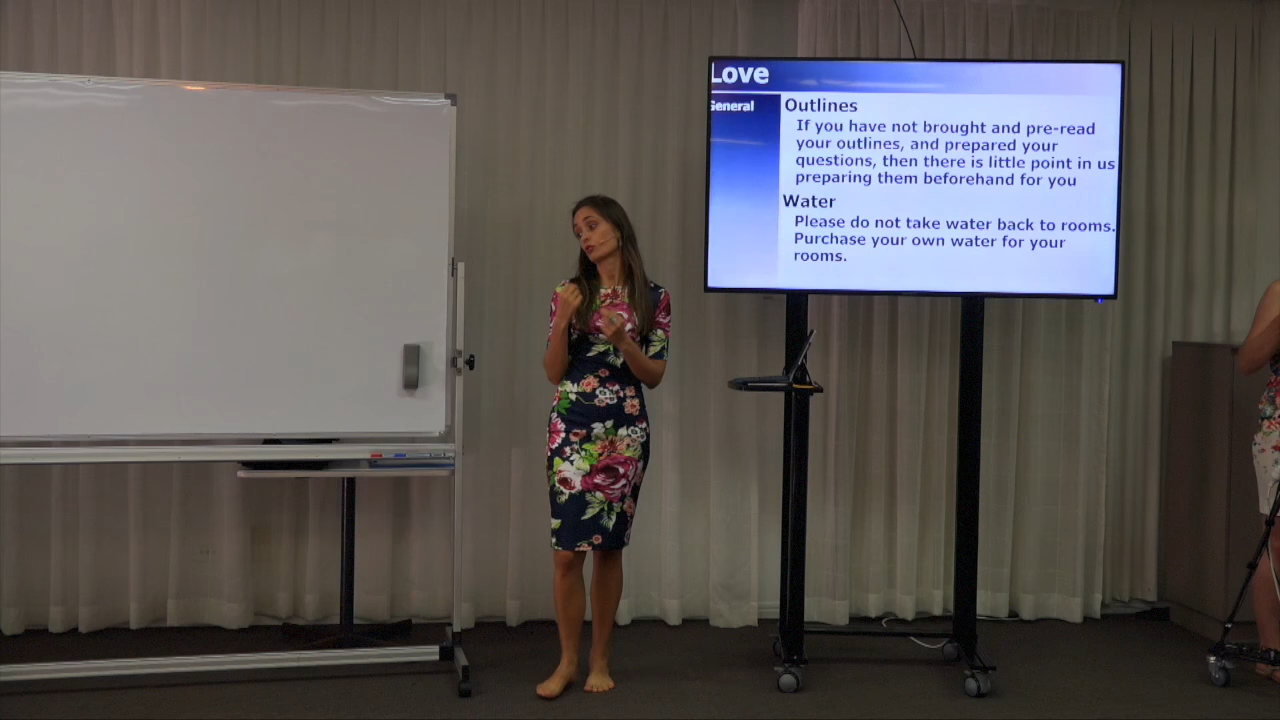 Love
General
Outlines
If you have not brought and pre-read
your outlines, and prepared your
questions, then there is little point in us
preparing them beforehand for you
Water
Please do not take water back to rooms.
Purchase your own water for your
rooms.